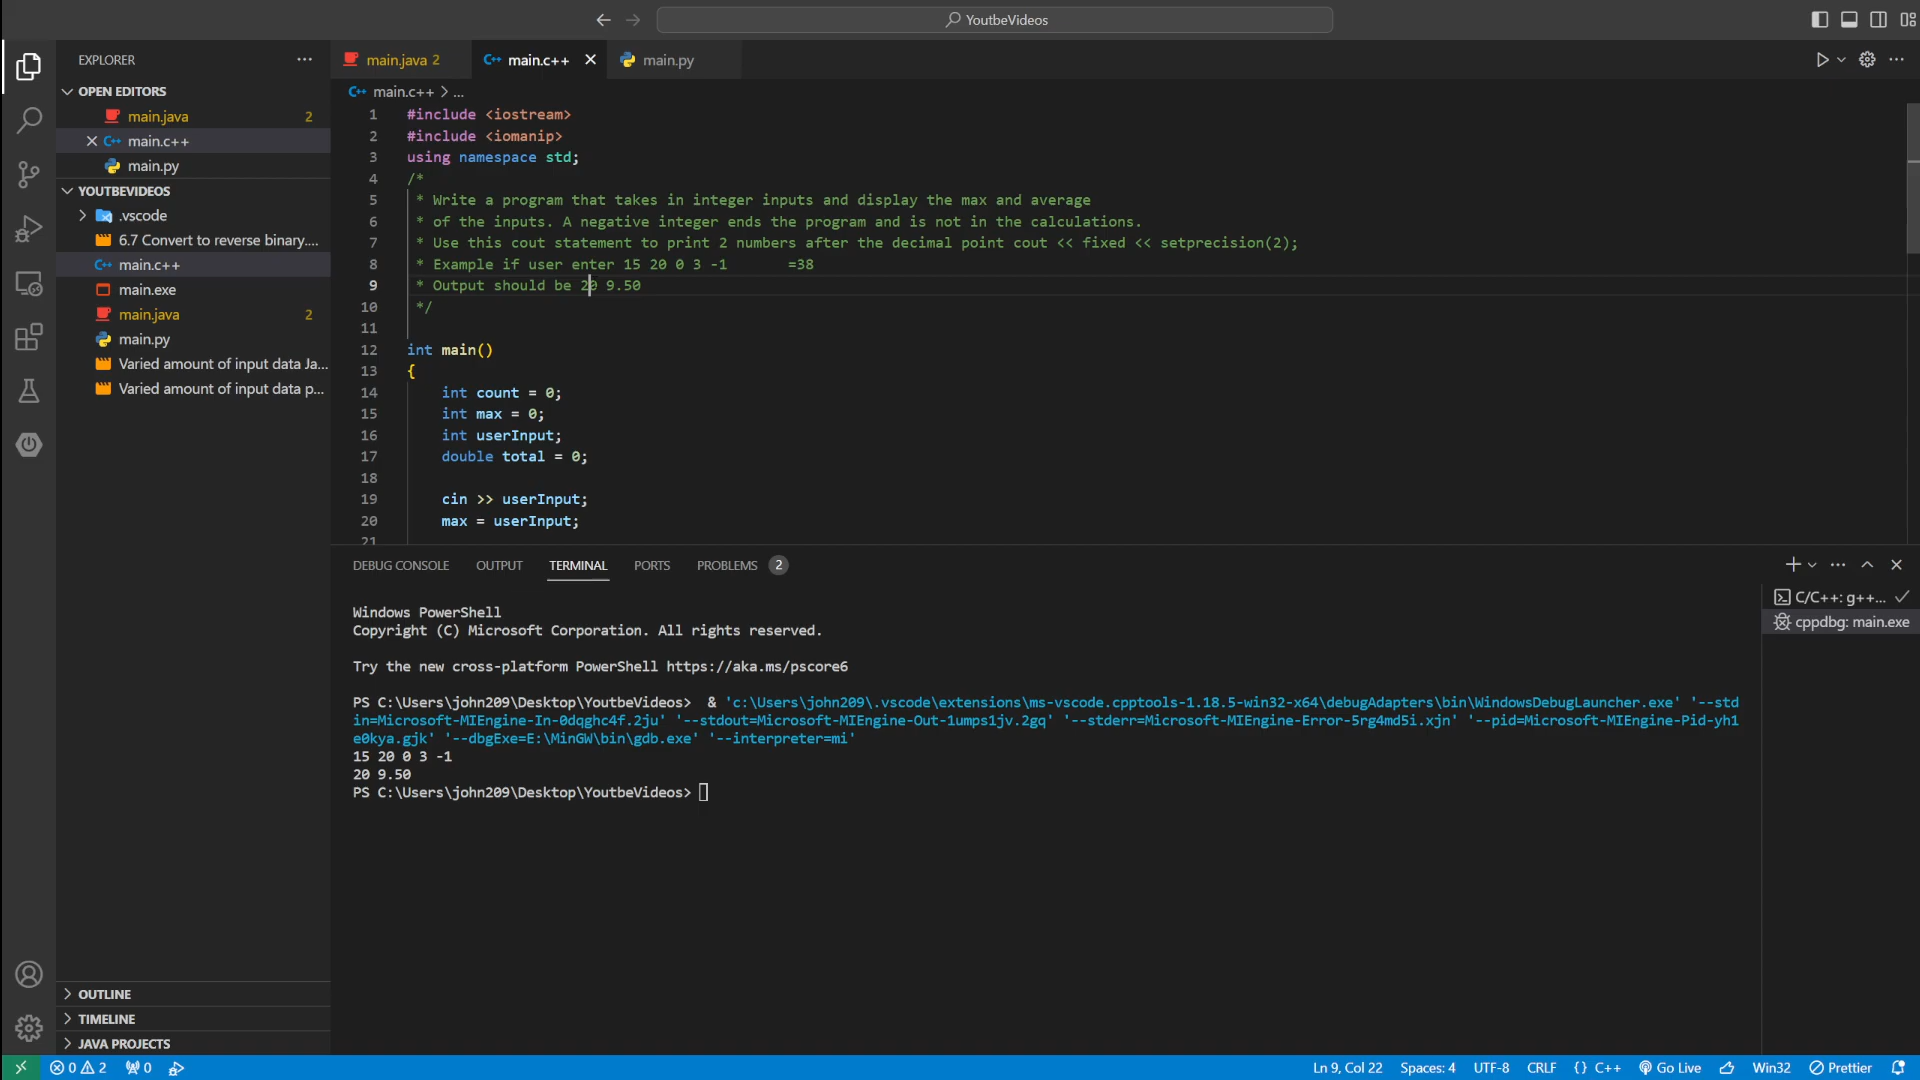 YoutbeVideos
EXPLORER
OPEN EDITORS
main.java 2
main.c++
main.py
YOUTBEVIDEOS
.vscode
6.7 Convert to reverse binary....
main.c++
main.exe
main.java 2
main.py
Varied amount of input data Ja...
Varied amount of input data p...
OUTLINE
TIMELINE
JAVA PROJECTS
main.java 2
main.c++
main.py
main.c++ > ...
1 #include <iostream>
2 #include <iomanip>
3 using namespace std;
4 /*
5 * Write a program that takes in integer inputs and display the max and average
6 * of the inputs. A negative integer ends the program and is not in the calculations.
7 * Use this cout statement to print 2 numbers after the decimal point cout << fixed << setprecision(2);
8 * Example if user enter 15 20 0 3 -1 =38
9 * Output should be 20 9.50
10 */
11
12 int main()
13 {
14 int count = 0;
15 int max = 0;
16 int userInput;
17 double total = 0;
18
19 cin >> userInput;
20 max = userInput;
21
DEBUG CONSOLE OUTPUT TERMINAL PORTS PROBLEMS 2
Windows PowerShell
Copyright (C) Microsoft Corporation. All rights reserved.
Try the new cross-platform PowerShell https://aka.ms/pscore6
PS C:\Users\john209\Desktop\YoutbeVideos> & 'c:\Users\john209\.vscode\extensions\ms-vscode.cpptools-1.18.5-win32-x64\debugAdapters\bin\WindowsDebugLauncher.exe' '--std
in=Microsoft-MIEngine-In-0dqghc4f.2ju' '--stdout=Microsoft-MIEngine-Out-1umps1jv.2gq' '--stderr=Microsoft-MIEngine-Error-5rg4md5i.xjn' '--pid=Microsoft-MIEngine-Pid-yh1
e0kya.gjk' '--dbgExe=E:\MinGW\bin\gdb.exe' '--interpreter=mi'
15 20 0 3 -1
20 9.50
PS C:\Users\john209\Desktop\YoutbeVideos>
C/C++: g++...
cppdbg: main.exe
0 2 0 Ln 9, Col 22 Spaces: 4 UTF-8 CRLF {} C++ Go Live Win32 Prettier